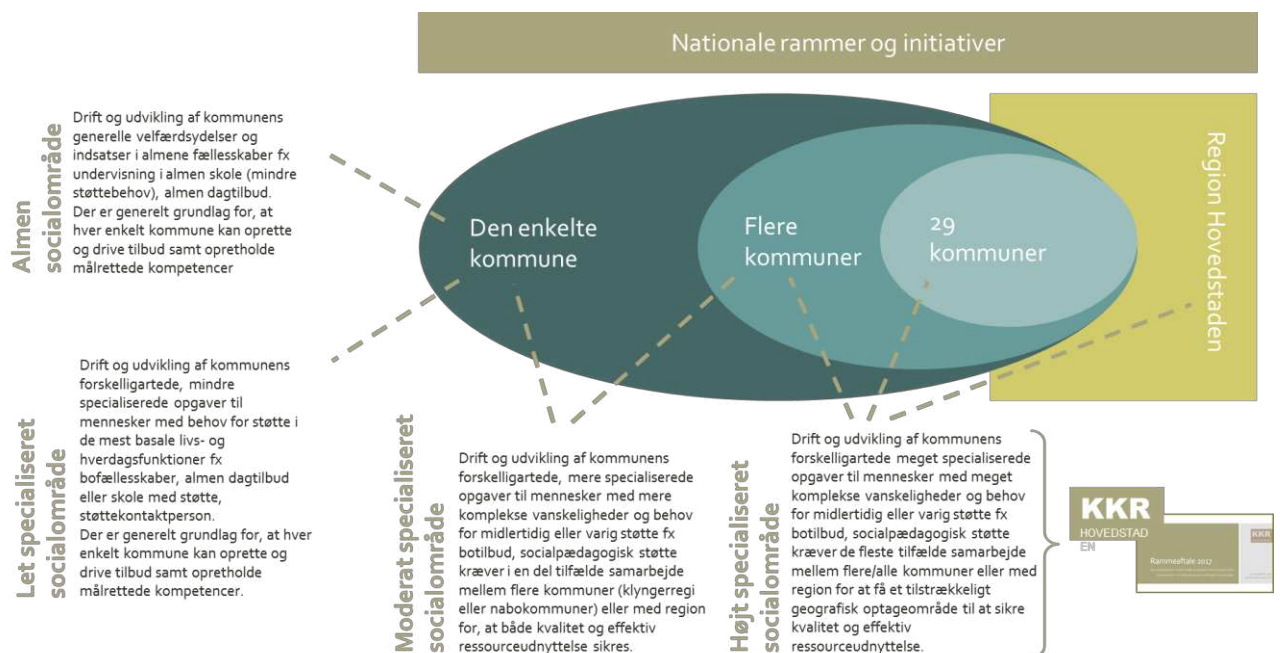 Nationale rammer og initiativer
Almen
socialområde
Drift og udvikling af kommunens
generelle velfærdsydelser og
indsatser i almene fællesskaber fx
undervisning i almen skole (mindre
støttebehov), almen dagtilbud.
Der er generelt grundlag for, at
hver enkelt kommune kan oprette
og drive tilbud samt opretholde
målrettede kompetencer
Den enkelte
kommune
Flere
kommuner
29
kommuner
Region Hovedstaden
Let specialiseret
socialområde
Drift og udvikling af kommunens
forskelligartede, mindre
specialiserede opgaver til
mennesker med behov for støtte i
de mest basale livs- og
hverdagsfunktioner fx
bofællesskaber, almen dagtilbud
eller skole med støtte,
støttekontaktperson.
Der er generelt grundlag for, at hver
enkelt kommune kan oprette og
drive tilbud samt opretholde
målrettede kompetencer.
Moderat specialiseret
socialområde
Drift og udvikling af kommunens
forskelligartede, mere specialiserede
opgaver til mennesker med mere
komplekse vanskeligheder og behov
for midlertidig eller varig støtte fx
botilbud, socialpædagogisk støtte
kræver i en del tilfælde samarbejde
mellem flere kommuner (klyngerregi
eller nabokommuner) eller med region
for, at både kvalitet og effektiv
ressourceudnyttelse sikres.
Højt specialiseret
socialområde
Drift og udvikling af kommunens
forskelligartede meget specialiserede
opgaver til mennesker med meget
komplekse vanskeligheder og behov
for midlertidig eller varig støtte fx
botilbud, socialpædagogisk støtte
kræver de fleste tilfælde samarbejde
mellem flere/alle kommuner eller med
region for at få et tilstrækkeligt
geografisk optageområde til at sikre
kvalitet og effektiv
ressourceudnyttelse.
KKR
HOVEDSTAD
EN
Rammeaftale 2017
KKR